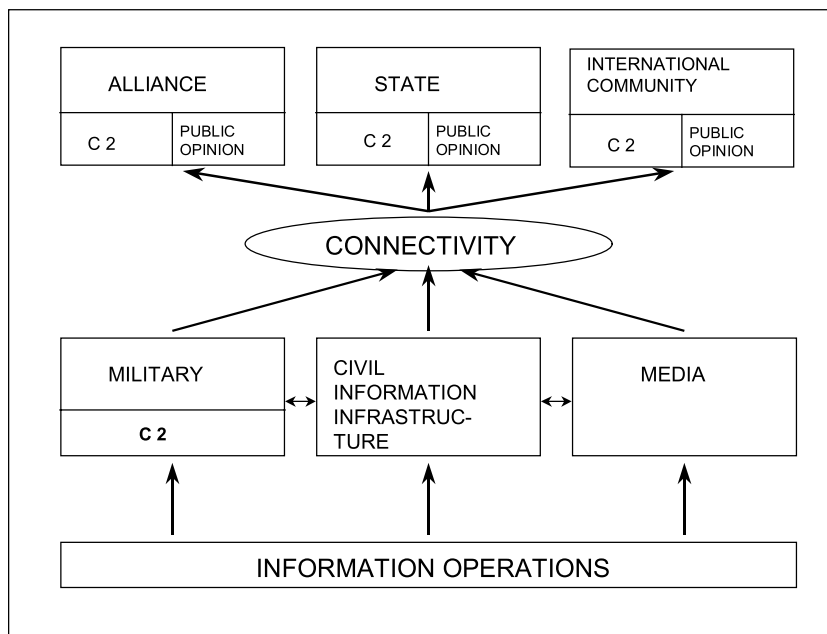 ALLIANCE
C 2
PUBLIC
OPINION
STATE
C 2
PUBLIC
OPINION
INTERNATIONAL
COMMUNITY
C 2
PUBLIC
OPINION
CONNECTIVITY
MILITARY
C 2
CIVIL
INFORMATION
INFRASTRUC-
TURE
MEDIA
INFORMATION OPERATIONS